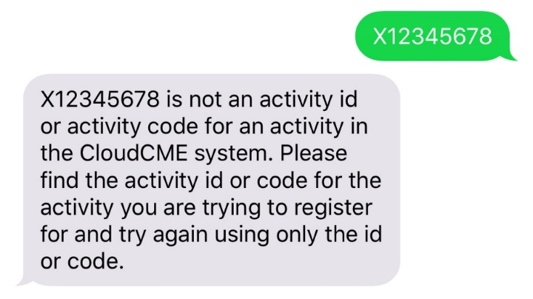 X12345678
X12345678 is not an activity id
or activity code for an activity in
the CloudCME system. Please
find the activity id or code for the
activity you are trying to register
for and try again using only the id
or code.